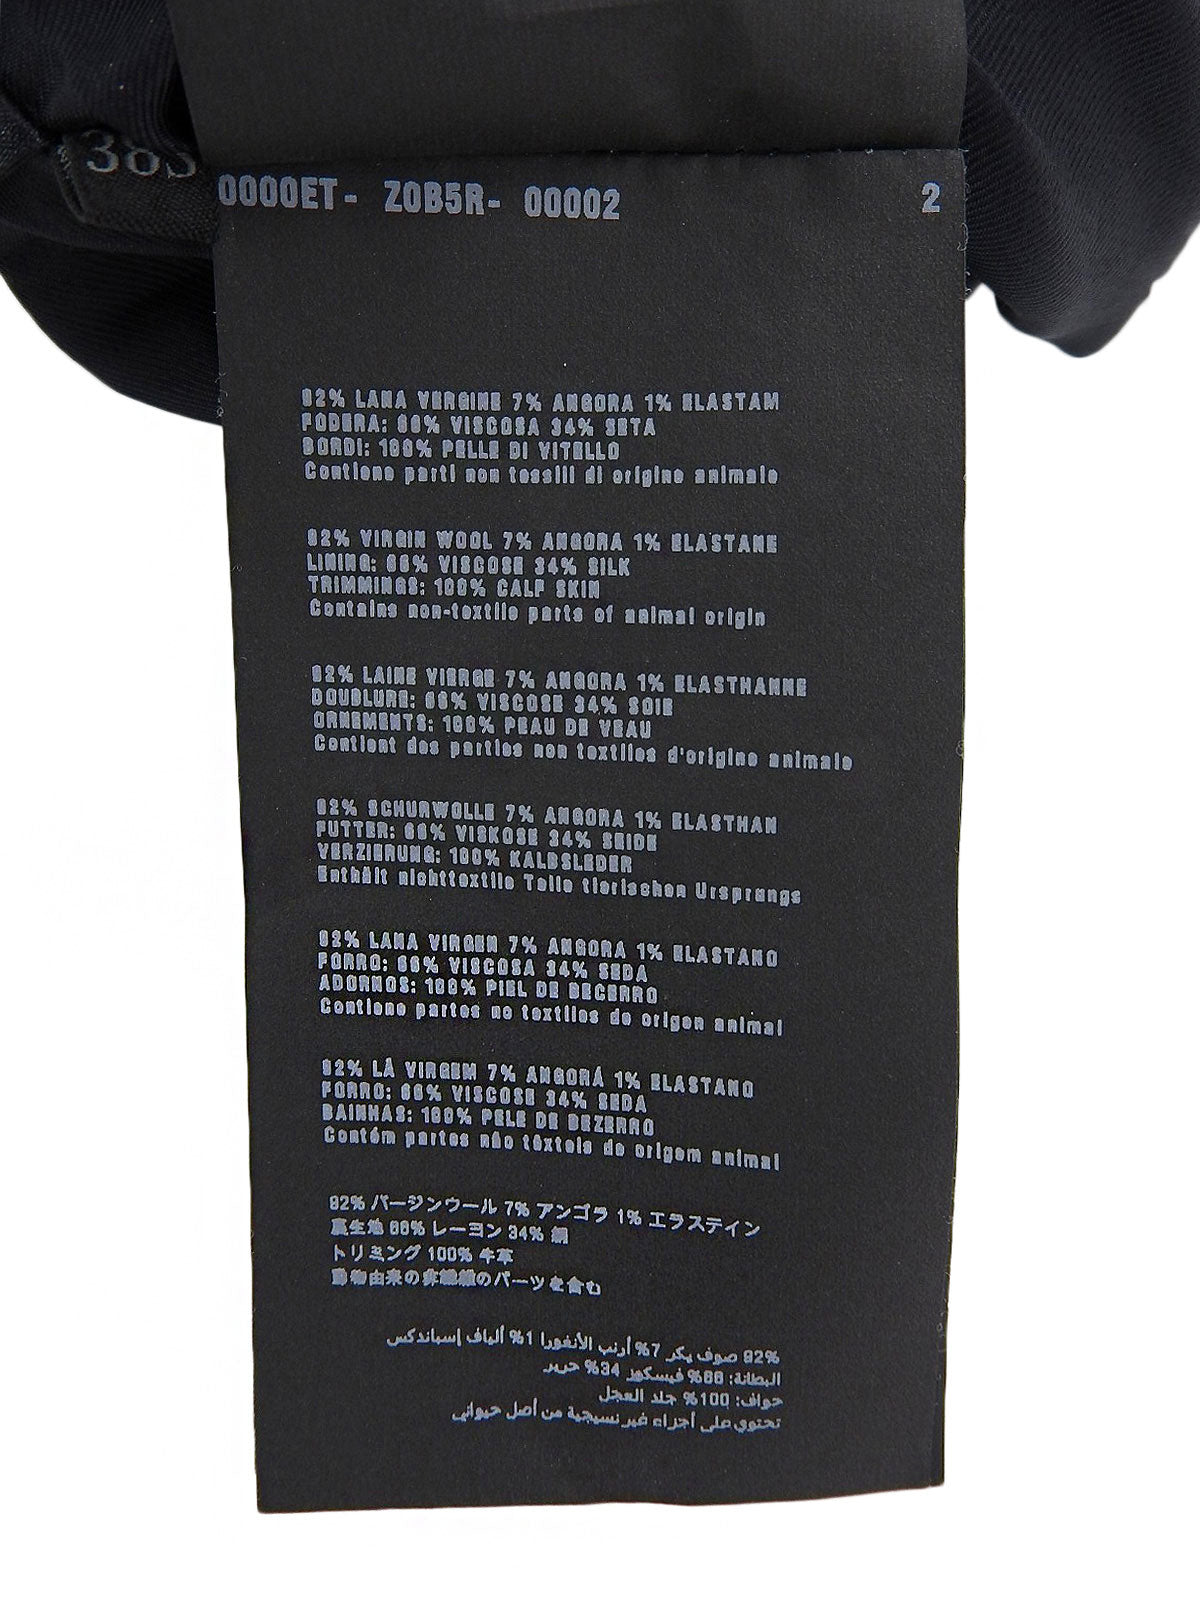 38S
0000ET- Z0B5R- 00002 2
92% LANA VERGINE 7% ANGORA 1% ELASTAM
FODERA: 66% VISCOSA 34% SETA
BORDI: 100% PELLE DI VITELLO
Contiene parti non tessili di origine animale
92% VIRGIN WOOL 7% ANGORA 1% ELASTANE
LINING: 66% VISCOSE 34% SILK
TRIMMINGS: 100% CALF SKIN
Contains non-textile parts of animal origin
92% LAINE VIERGE 7% ANGORA 1% ELASTHANNE
DOUBLURE: 66% VISCOSE 34% SOIE
ORNEMENTS: 100% PEAU DE VEAU
Contient des parties non textiles d'origine animale
92% SCHURWOLLE 7% ANGORA 1% ELASTHAN
FUTTER: 66% VISKOSE 34% SEIDE
VERZIERUNG: 100% KALBSLEDER
Enthält nichttextile Teile tierischen Ursprungs
92% LANA VIRGEN 7% ANGORA 1% ELASTANO
FORRO: 66% VISCOSA 34% SEDA
ADORNOS: 100% PIEL DE BECERRO
Contiene partes no textiles de origen animal
92% LÃ VIRGEM 7% ANGORÁ 1% ELASTANO
FORRO: 66% VISCOSE 34% SEDA
BAINHAS: 100% PELE DE BEZERRO
Contém partes não têxteis de origem animal
92% バージンウール 7% アンゴラ 1% エラステイン
裏生地 66% レーヨン 34% 絹
トリミング 100% 牛革
動物由来の非繊維のパーツを含む
92% صوف بكر 7% أرنب الأنغورا 1% ألياف إسباندكس
البطانة: 66% فيسكوز 34% حرير
حواف: 100% جلد العجل
تحتوي على أجزاء غير نسيجية من أصل حيواني